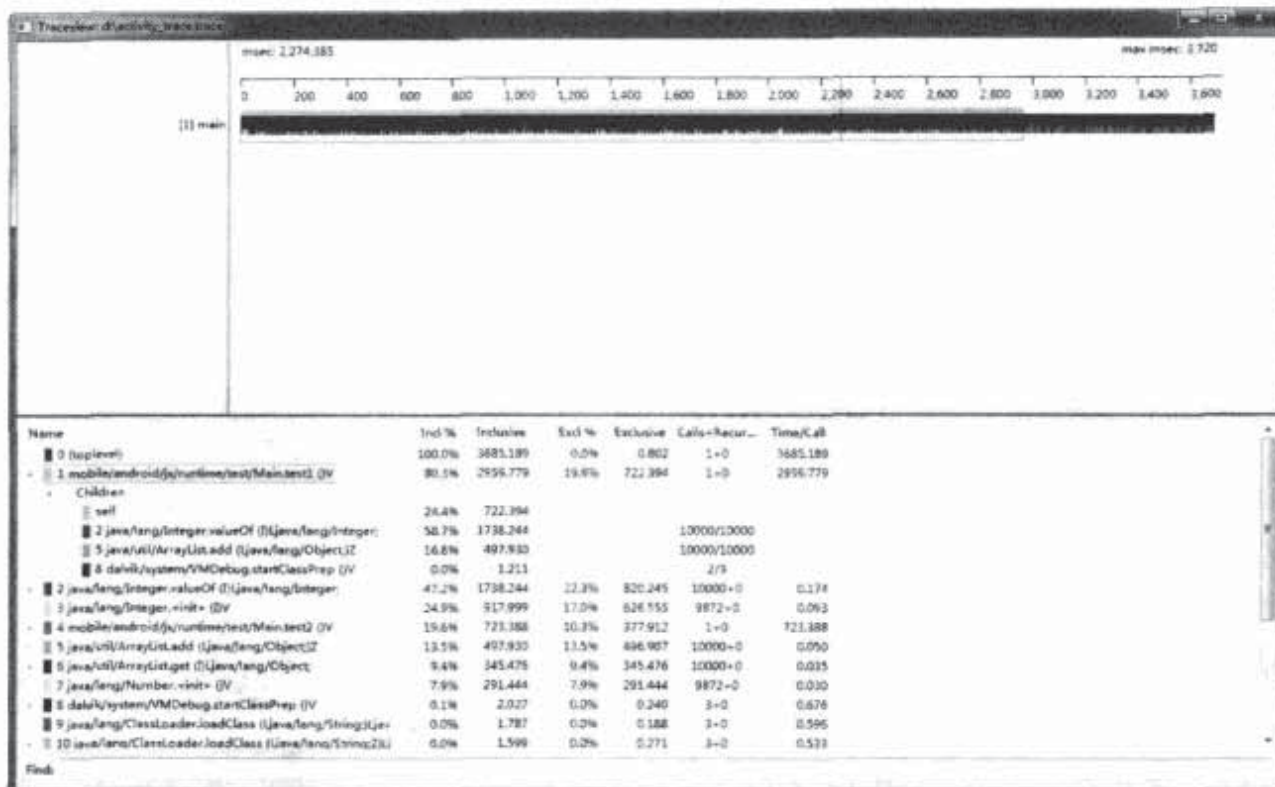 Traceview: d:\activity_trace.trace
msec: 2,274.385 max msec: 3,720
0 200 400 600 800 1,000 1,200 1,400 1,600 1,800 2,000 2,200 2,400 2,600 2,800 3,000 3,200 3,400 3,600
[1] main
Name Incl % Inclusive Excl % Exclusive Calls+Recur... Time/Call
0 (toplevel) 100.0% 3685.189 0.0% 0.802 1+0 3685.189
1 mobile/android/jx/runtime/test/Main.test1 ()V 80.1% 2959.779 19.6% 722.394 1+0 2959.779
Children
self 24.4% 722.394
2 java/lang/Integer.valueOf (I)Ljava/lang/Integer; 58.7% 1738.244 10000/10000
5 java/util/ArrayList.add (Ljava/lang/Object;)Z 16.8% 497.930 10000/10000
8 dalvik/system/VMDebug.startClassPrep ()V 0.0% 1.211 2/3
2 java/lang/Integer.valueOf (I)Ljava/lang/Integer; 47.2% 1738.244 22.3% 820.245 10000+0 0.174
3 java/lang/Integer.<init> (I)V 24.9% 917.999 17.0% 626.555 9872+0 0.093
4 mobile/android/jx/runtime/test/Main.test2 ()V 19.6% 723.388 10.3% 377.912 1+0 723.388
5 java/util/ArrayList.add (Ljava/lang/Object;)Z 13.5% 497.930 13.5% 496.967 10000+0 0.050
6 java/util/ArrayList.get (I)Ljava/lang/Object; 9.4% 345.476 9.4% 345.476 10000+0 0.035
7 java/lang/Number.<init> ()V 7.9% 291.444 7.9% 291.444 9872+0 0.030
8 dalvik/system/VMDebug.startClassPrep ()V 0.1% 2.027 0.0% 0.240 3+0 0.676
9 java/lang/ClassLoader.loadClass (Ljava/lang/String;)Ljav 0.0% 1.787 0.0% 0.188 3+0 0.596
10 java/lang/ClassLoader.loadClass (Ljava/lang/String;Z)Lj 0.0% 1.599 0.0% 0.271 3+0 0.533
Find: